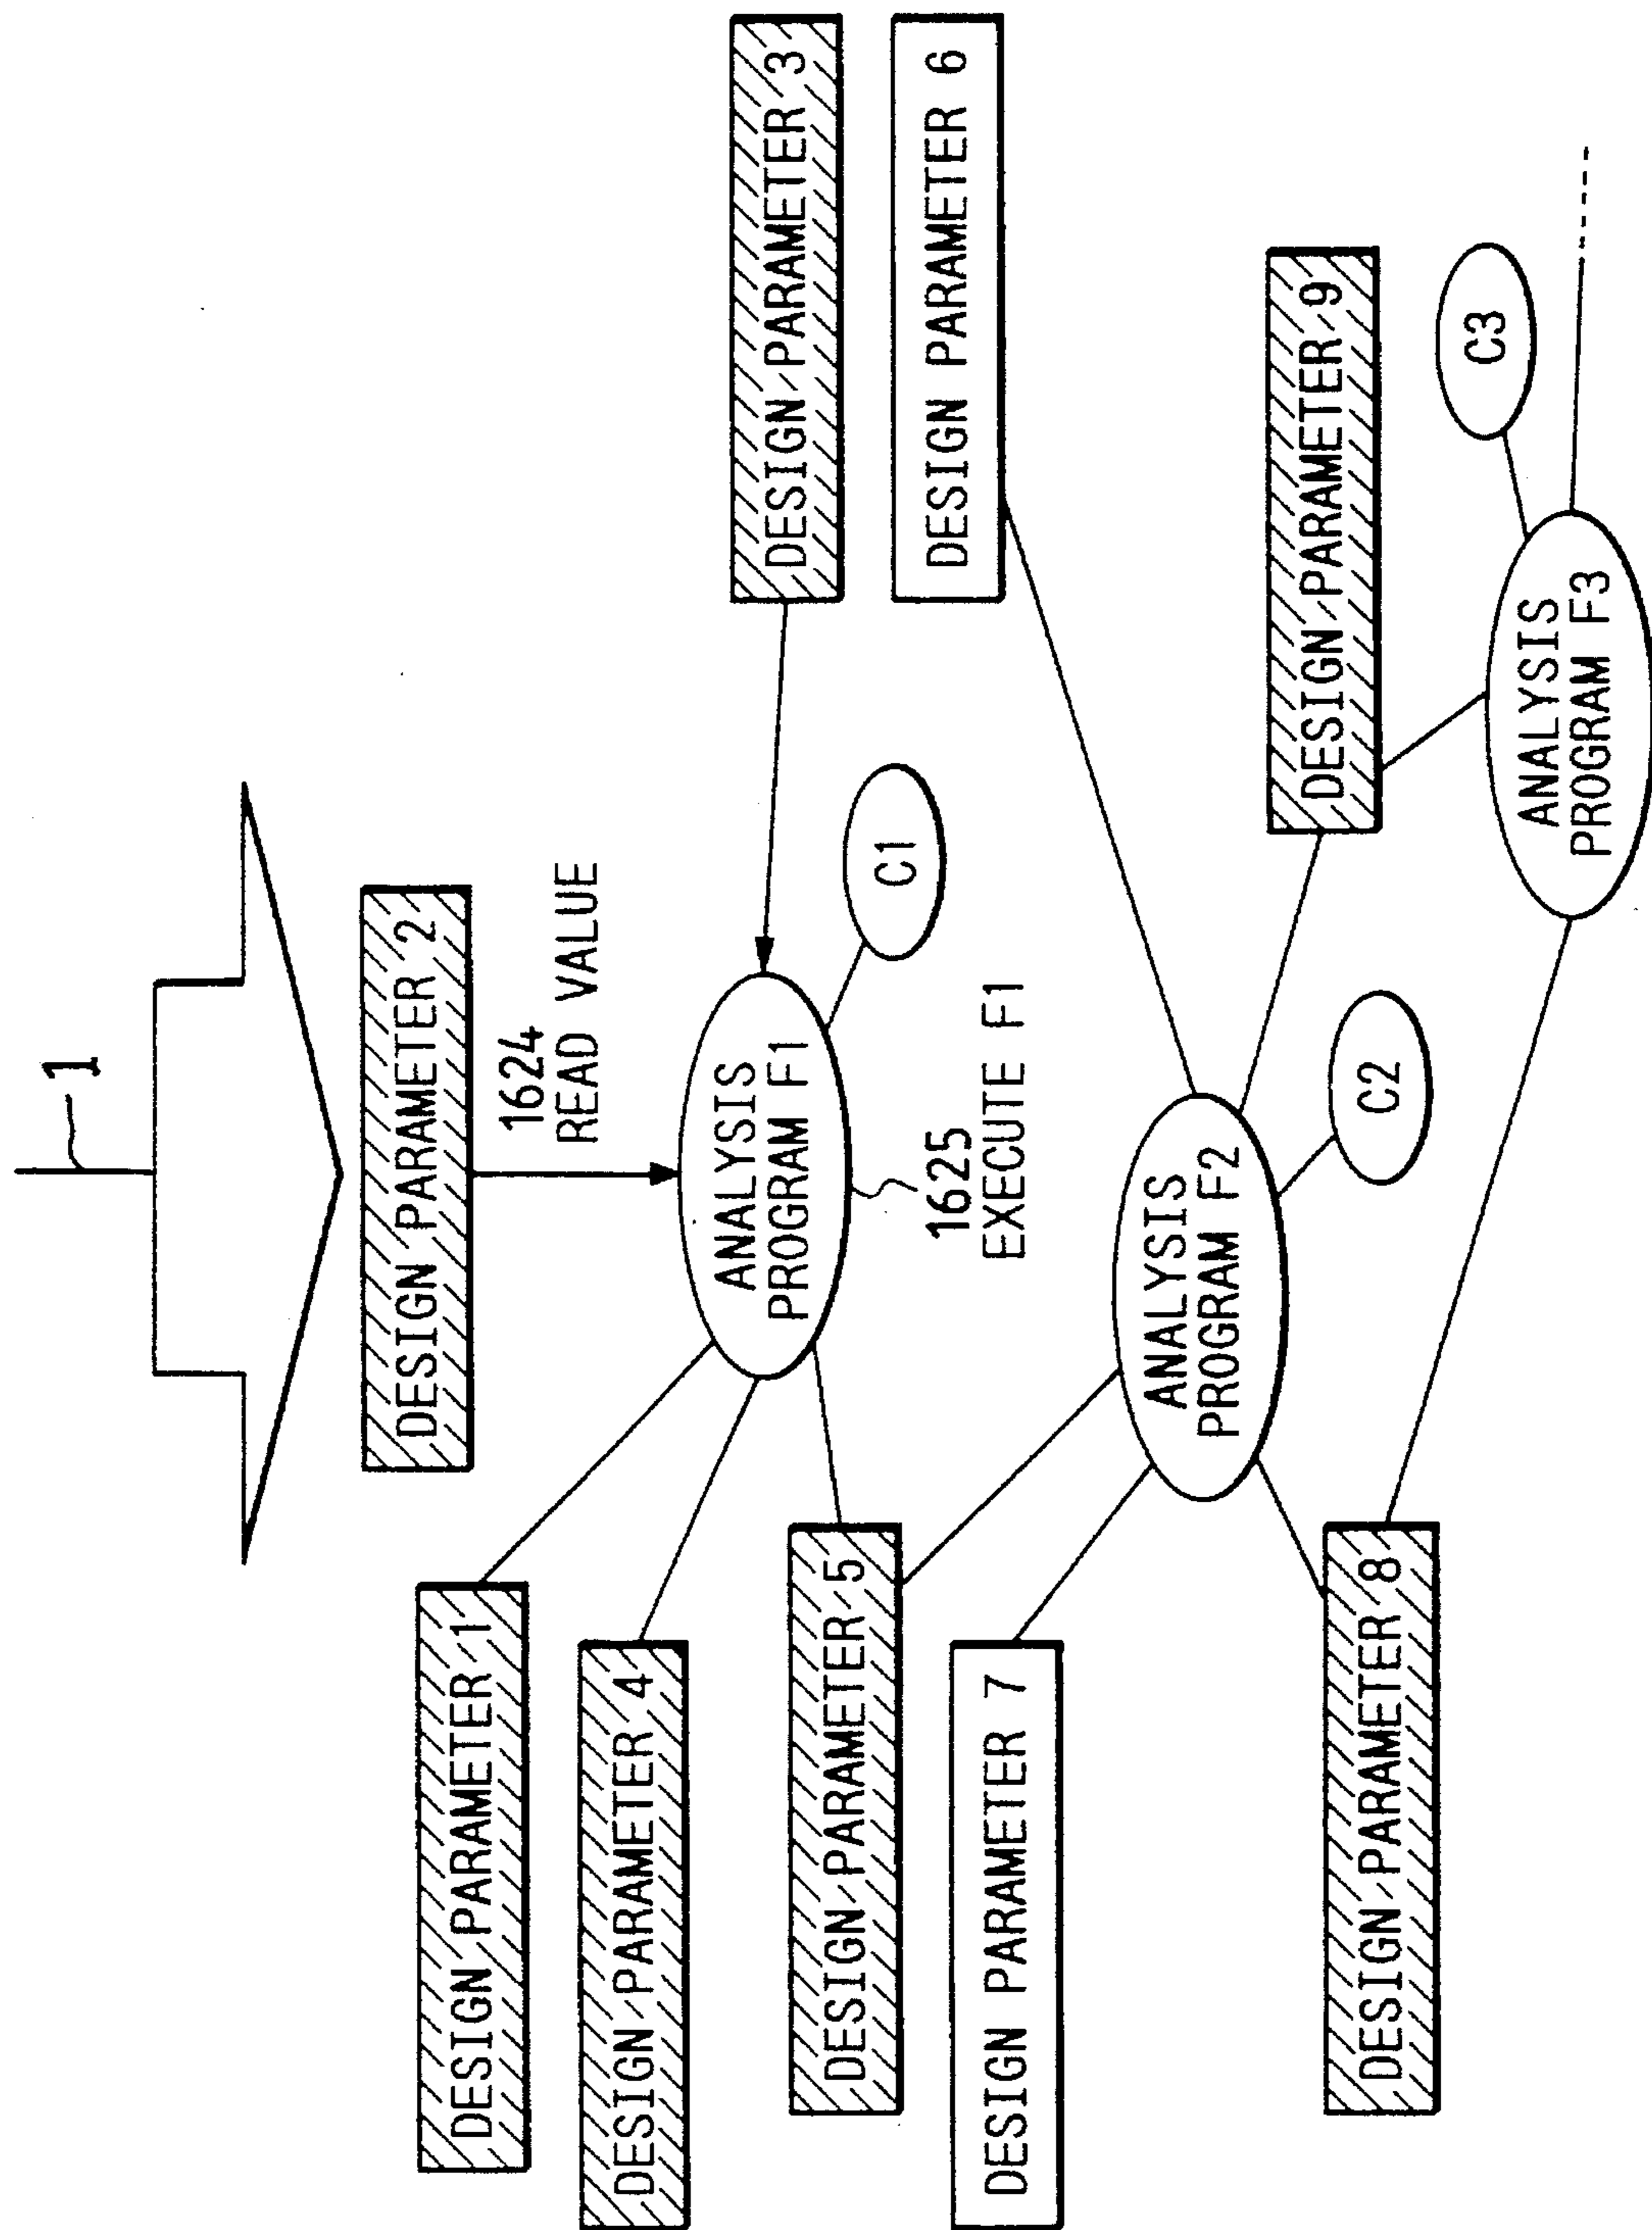 1
DESIGN PARAMETER 2
1624
READ VALUE
DESIGN PARAMETER 1
DESIGN PARAMETER 4
ANALYSIS
PROGRAM F1
DESIGN PARAMETER 3
DESIGN PARAMETER 5
C1
DESIGN PARAMETER 6
1625
EXECUTE F1
DESIGN PARAMETER 7
ANALYSIS
PROGRAM F2
C2
DESIGN PARAMETER 9
DESIGN PARAMETER 8
C3
ANALYSIS
PROGRAM F3